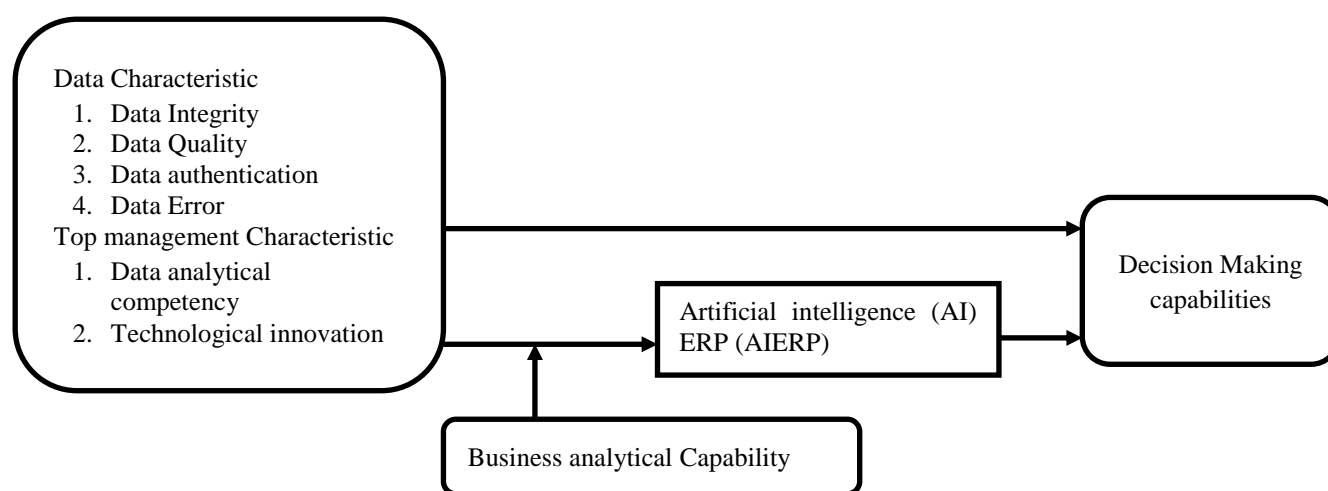 Data Characteristic
1. Data Integrity
2. Data Quality
3. Data authentication
4. Data Error
Top management Characteristic
1. Data analytical
competency
2. Technological innovation
Artificial intelligence (AI)
ERP (AIERP)
Decision Making
capabilities
Business analytical Capability